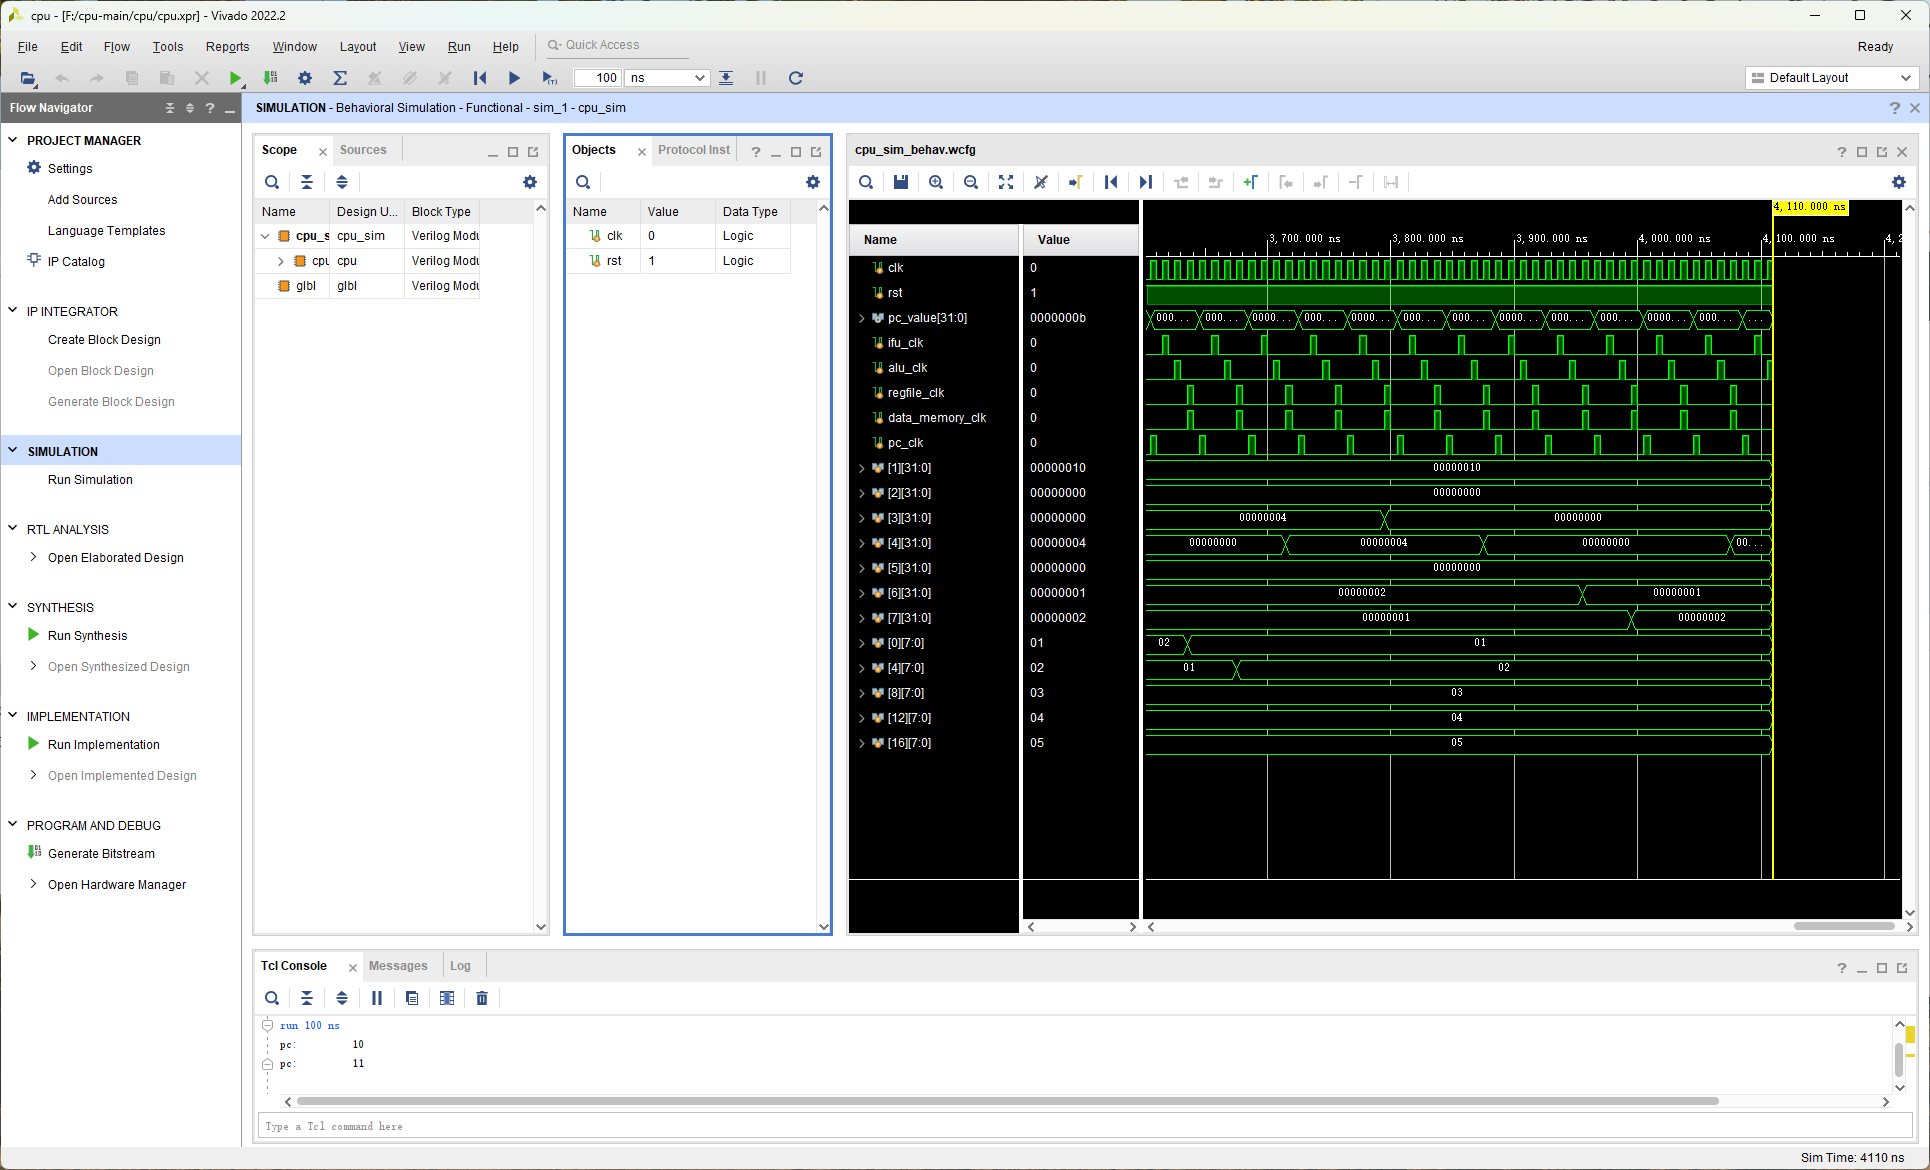 cpu - [F:/cpu-main/cpu/cpu.xpr] - Vivado 2022.2
File Edit Flow Tools Reports Window Layout View Run Help Quick Access
Ready
100 ns
Default Layout
Flow Navigator
PROJECT MANAGER
Settings
Add Sources
Language Templates
IP Catalog
IP INTEGRATOR
Create Block Design
Open Block Design
Generate Block Design
SIMULATION
Run Simulation
RTL ANALYSIS
Open Elaborated Design
SYNTHESIS
Run Synthesis
Open Synthesized Design
IMPLEMENTATION
Run Implementation
Open Implemented Design
PROGRAM AND DEBUG
Generate Bitstream
Open Hardware Manager
SIMULATION - Behavioral Simulation - Functional - sim_1 - cpu_sim
Scope Sources
Name Design U... Block Type
cpu_s cpu_sim Verilog Modu
cpu cpu Verilog Modu
glbl glbl Verilog Modu
Objects Protocol Inst
Name Value Data Type
clk 0 Logic
rst 1 Logic
cpu_sim_behav.wcfg
4,110.000 ns
3,700.000 ns 3,800.000 ns 3,900.000 ns 4,000.000 ns 4,100.000 ns 4,2
Name Value
clk 0
rst 1
pc_value[31:0] 0000000b 000... 000... 0000... 000... 0000... 000... 000... 0000... 000... 0000... 000...
ifu_clk 0
alu_clk 0
regfile_clk 0
data_memory_clk 0
pc_clk 0
[1][31:0] 00000010 00000010
[2][31:0] 00000000 00000000
[3][31:0] 00000000 00000004 00000000
[4][31:0] 00000004 00000000 00000004 00000000 00...
[5][31:0] 00000000 00000000
[6][31:0] 00000001 00000002 00000001
[7][31:0] 00000002 00000001 00000002
[0][7:0] 01 02 01
[4][7:0] 02 01 02
[8][7:0] 03 03
[12][7:0] 04 04
[16][7:0] 05 05
Tcl Console Messages Log
run 100 ns
pc: 10
pc: 11
Type a Tcl command here
Sim Time: 4110 ns